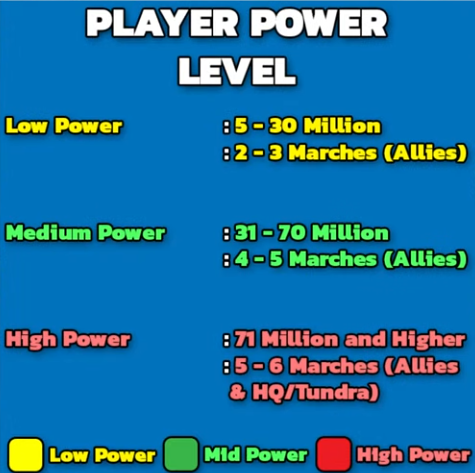 PLAYER POWER
LEVEL
Low Power : 5 - 30 Million
: 2 - 3 Marches (Allies)
Medium Power : 31 - 70 Million
: 4 - 5 Marches (Allies)
High Power : 71 Million and Higher
: 5 - 6 Marches (Allies
& HQ/Tundra)
Low Power Mid Power High Power